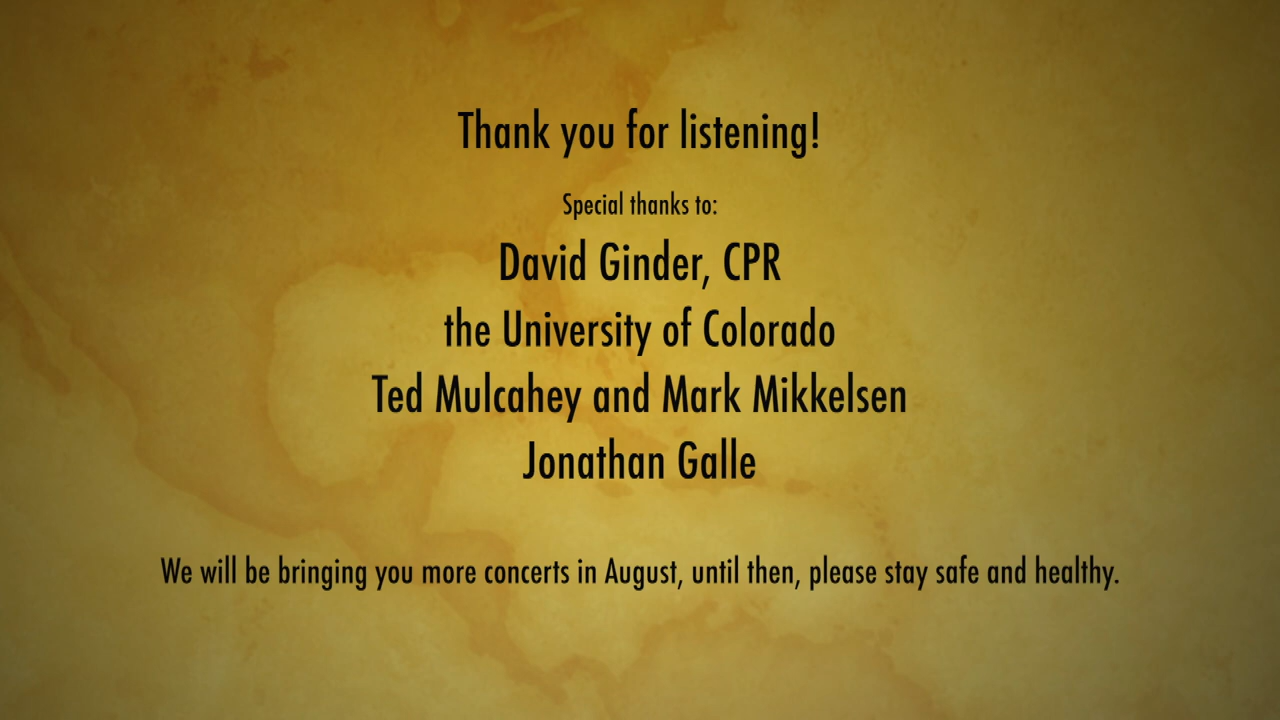 Thank you for listening!
Special thanks to:
David Ginder, CPR
the University of Colorado
Ted Mulcahey and Mark Mikkelsen
Jonathan Galle
We will be bringing you more concerts in August, until then, please stay safe and healthy.